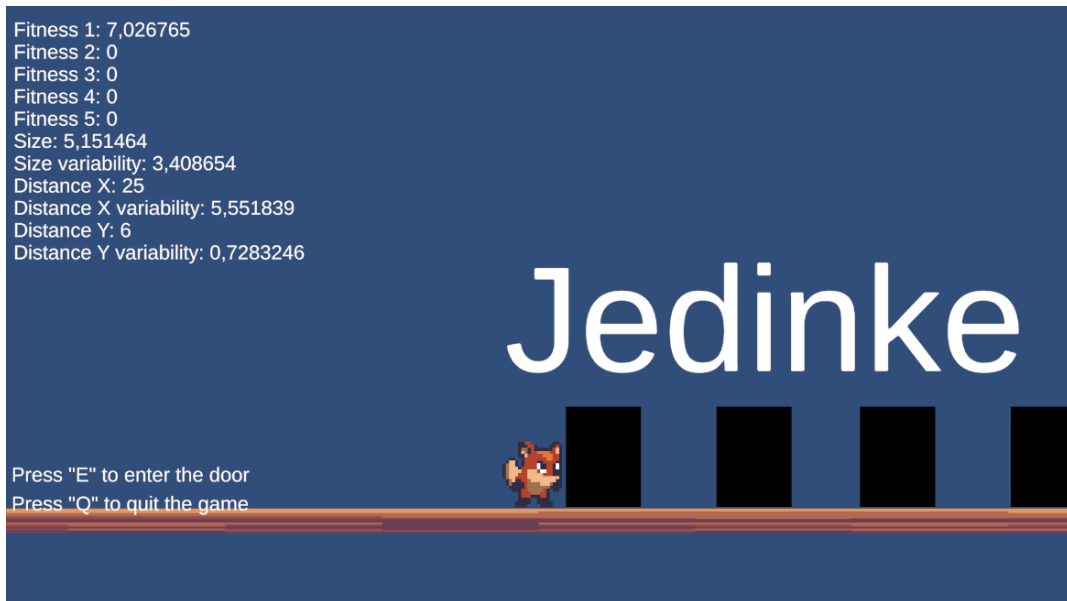 Fitness 1: 7,026765
Fitness 2: 0
Fitness 3: 0
Fitness 4: 0
Fitness 5: 0
Size: 5,151464
Size variability: 3,408654
Distance X: 25
Distance X variability: 5,551839
Distance Y: 6
Distance Y variability: 0,7283246
Jedinke
Press "E" to enter the door
Press "Q" to quit the game